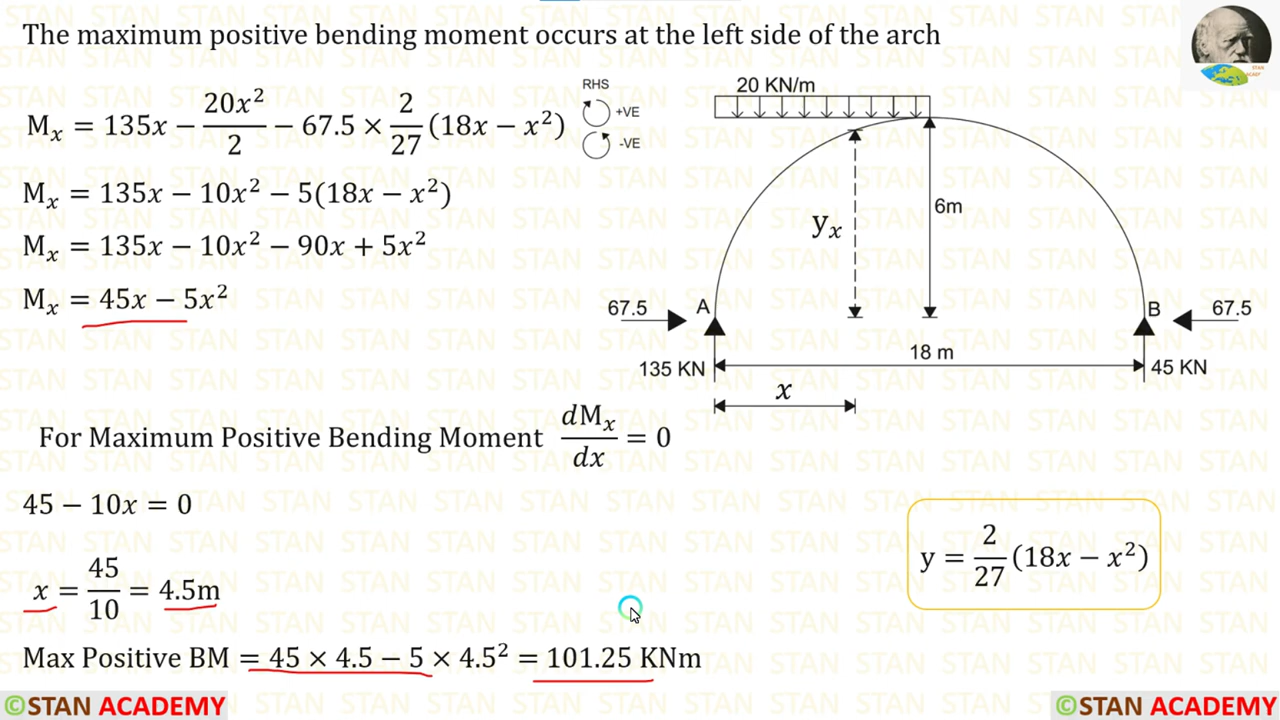 The maximum positive bending moment occurs at the left side of the arch
Mₓ = 135x − 20x²/2 − 67.5 × 2/27 (18x − x²)
RHS
+VE
-VE
Mₓ = 135x − 10x² − 5(18x − x²)
Mₓ = 135x − 10x² − 90x + 5x²
Mₓ = 45x − 5x²
20 KN/m
yₓ
6m
67.5
A
B
67.5
135 KN
18 m
45 KN
x
For Maximum Positive Bending Moment dMₓ/dx = 0
45 − 10x = 0
x = 45/10 = 4.5m
y = 2/27 (18x − x²)
Max Positive BM = 45 × 4.5 − 5 × 4.5² = 101.25 KNm
©STAN ACADEMY
©STAN ACADEMY